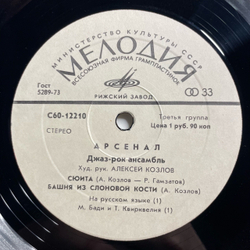 МИНИСТЕРСТВО КУЛЬТУРЫ СССР
МЕЛОДИЯ
ВСЕСОЮЗНАЯ ФИРМА ГРАМПЛАСТИНОК
Гост
5289-73
РИЖСКИЙ ЗАВОД
33
С60-12210
СТЕРЕО
Третья группа
Цена 1 руб. 90 коп
АРСЕНАЛ
Джаз-рок ансамбль
Худ. рук. АЛЕКСЕЙ КОЗЛОВ
СЮИТА (А. Козлов — Р. Гамзатов)
БАШНЯ ИЗ СЛОНОВОЙ КОСТИ (А. Козлов)
На русском языке (1)
М. Бади и Т. Квирквелия (1)